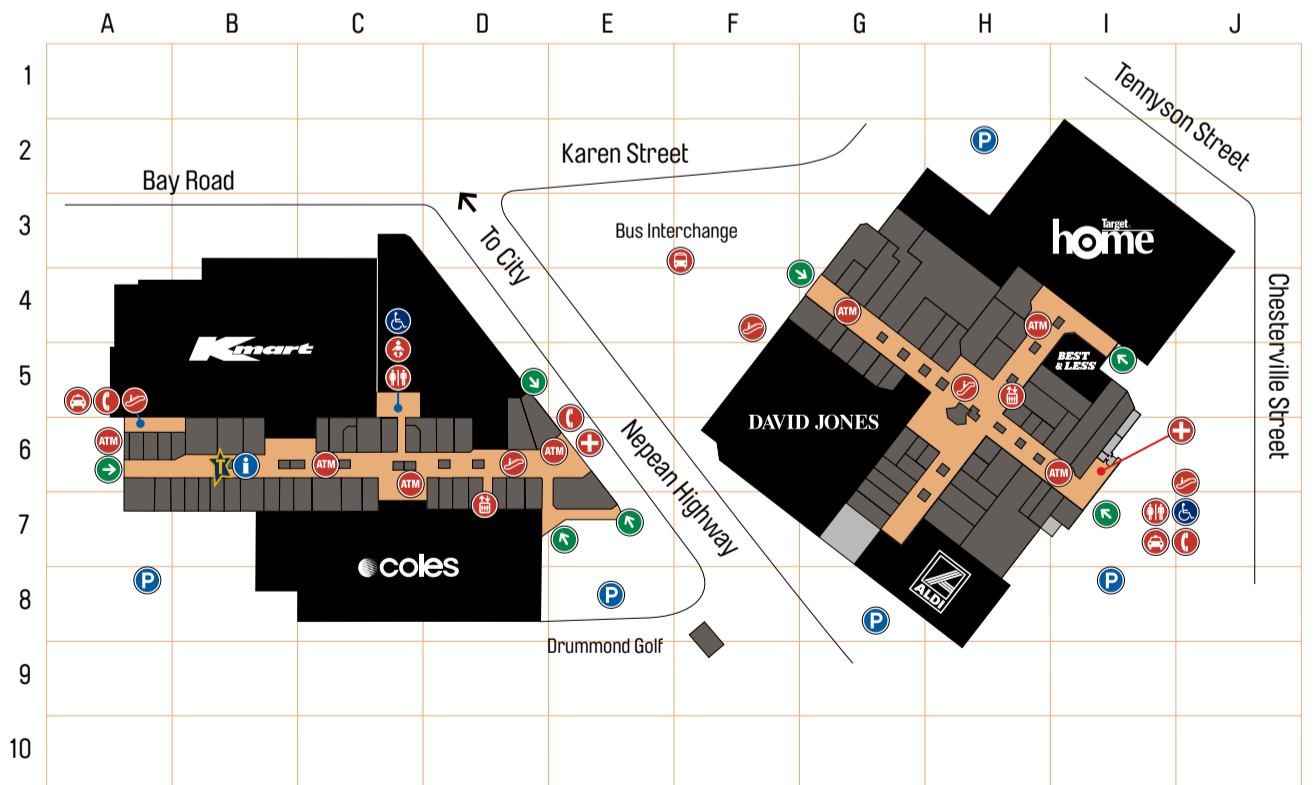 A B C D E F G H I J
1
Tennyson Street
2
Karen Street
P
Bay Road
3
Target
home
Bus Interchange
To City
4
Chesterville Street
ATM
ATM
Kmart
BEST
& LESS
5
DAVID JONES
6
ATM
T
i
ATM
ATM
ATM
ATM
Nepean Highway
7
coles
ALDI
8
P
P
P
P
Drummond Golf
9
10